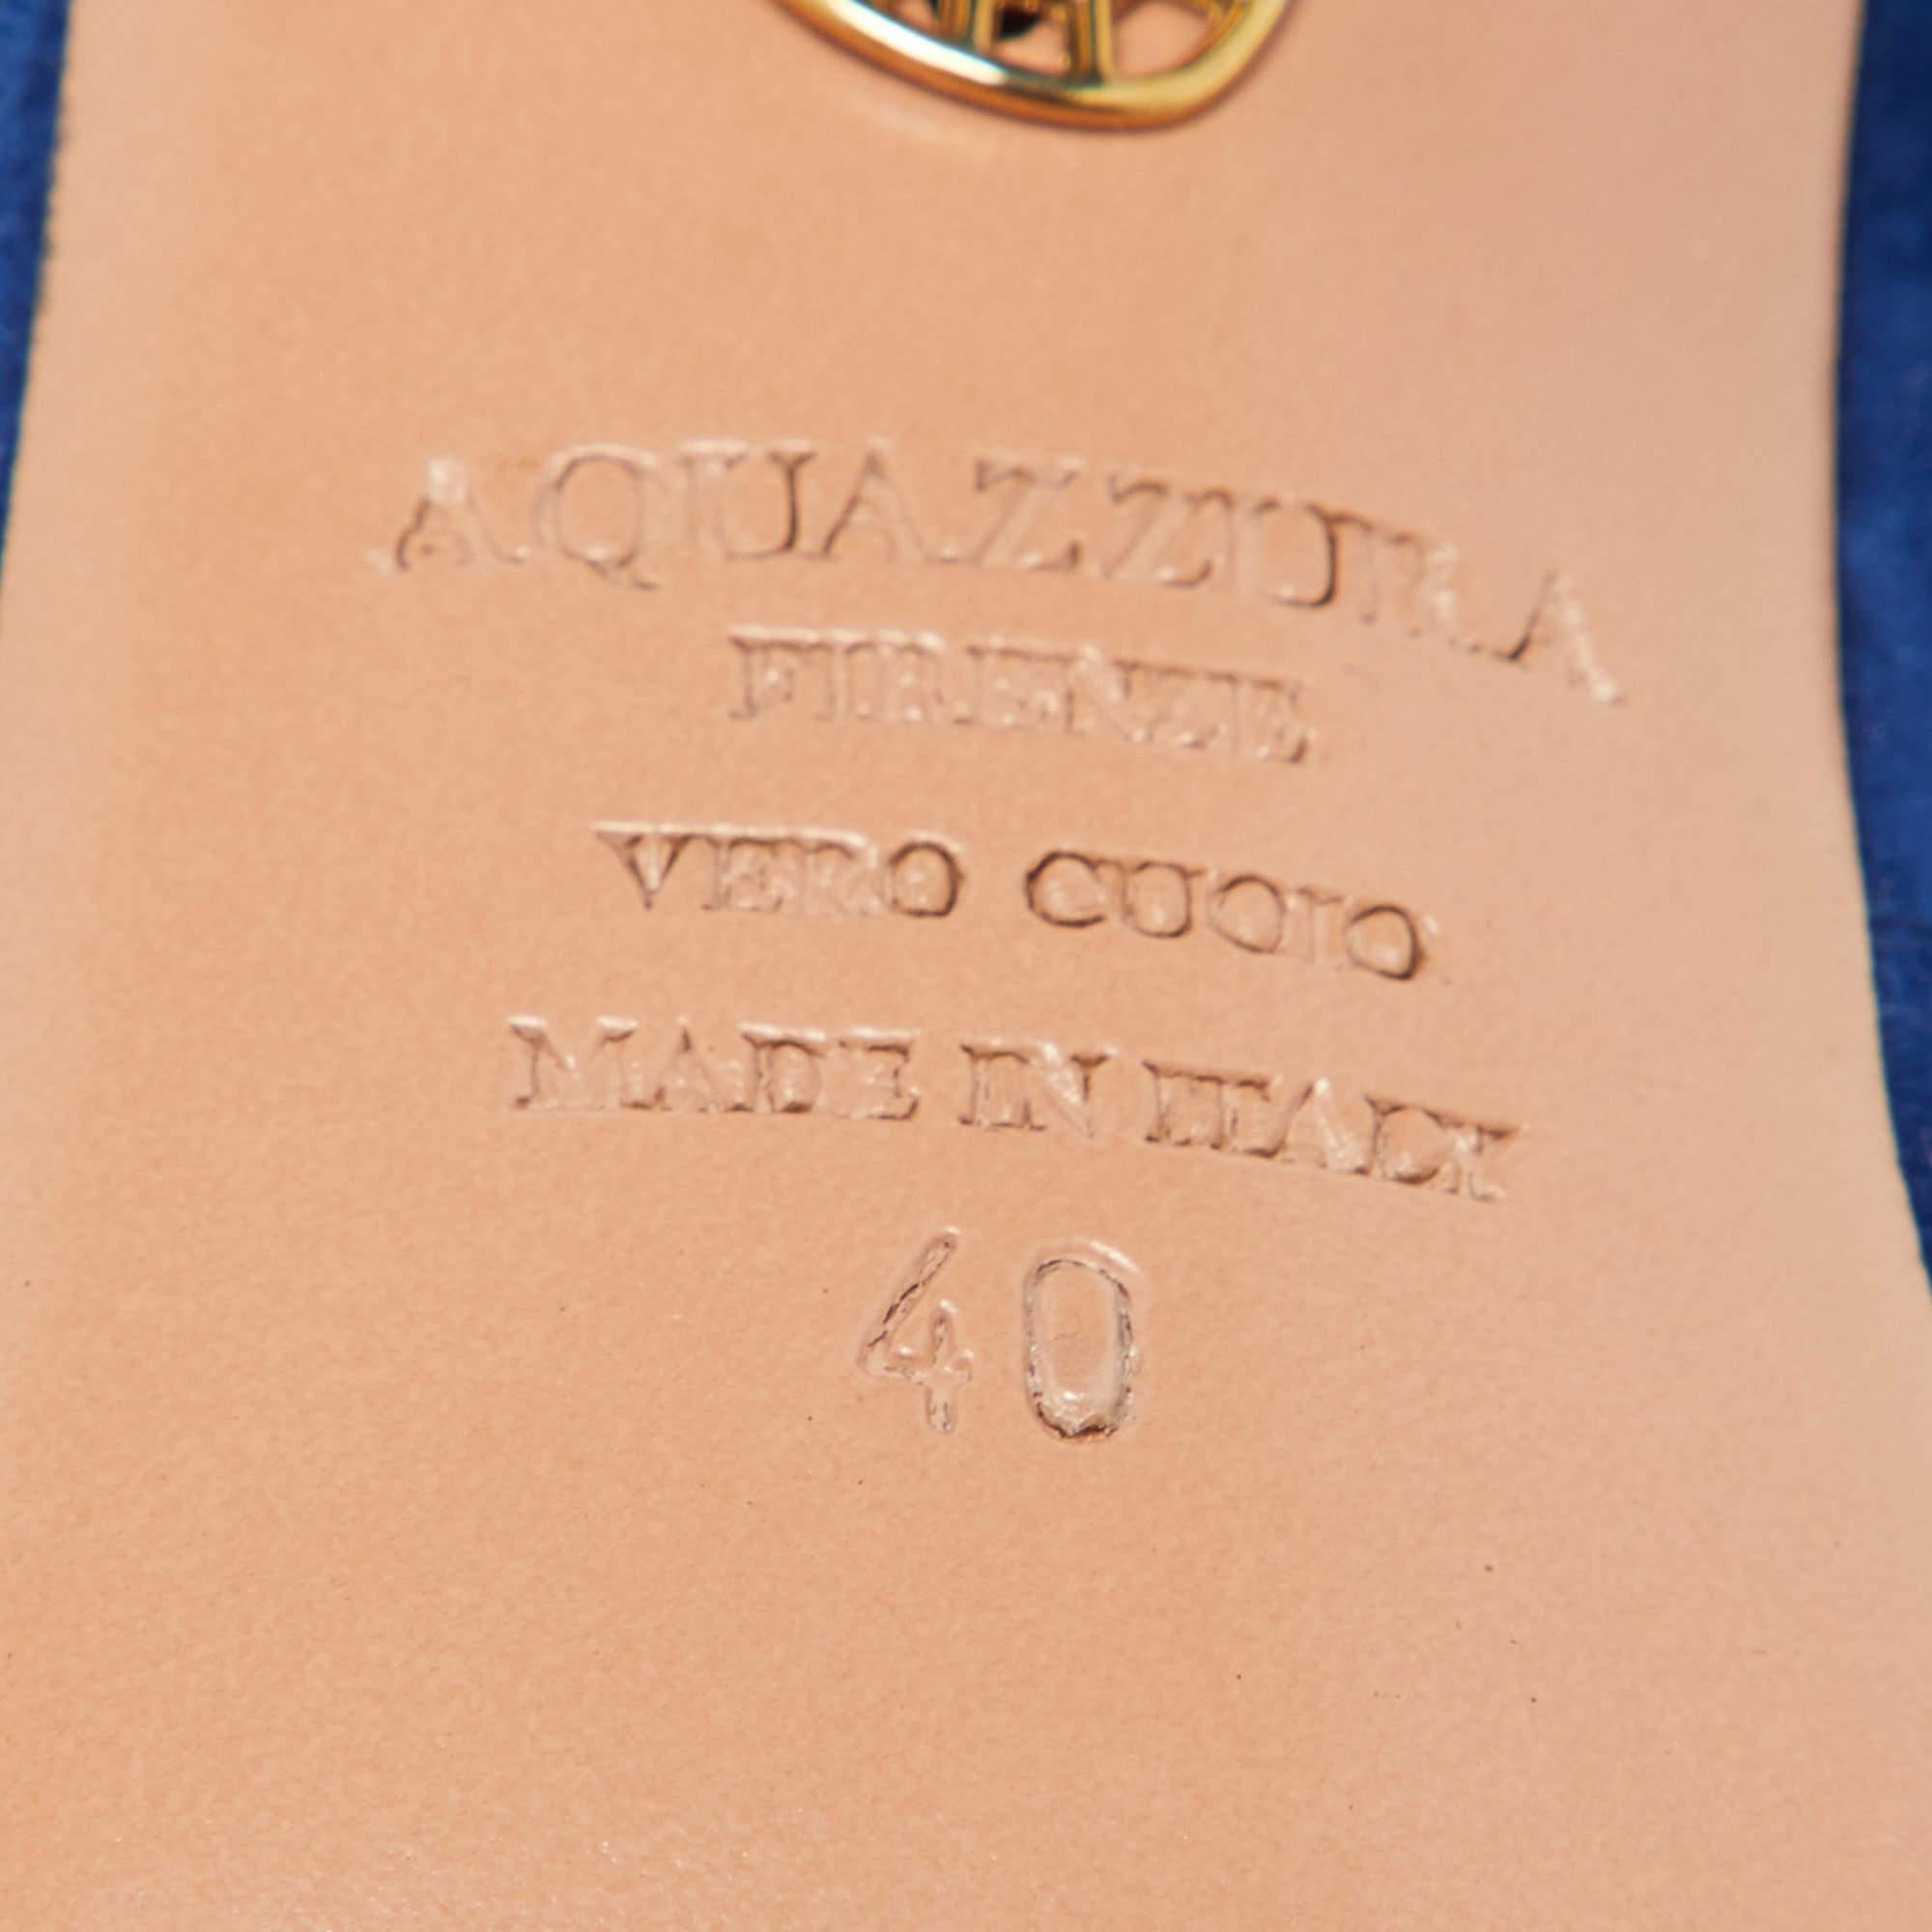 AQUAZZURA
FIRENZE
VERO CUOIO
MADE IN ITALY
40